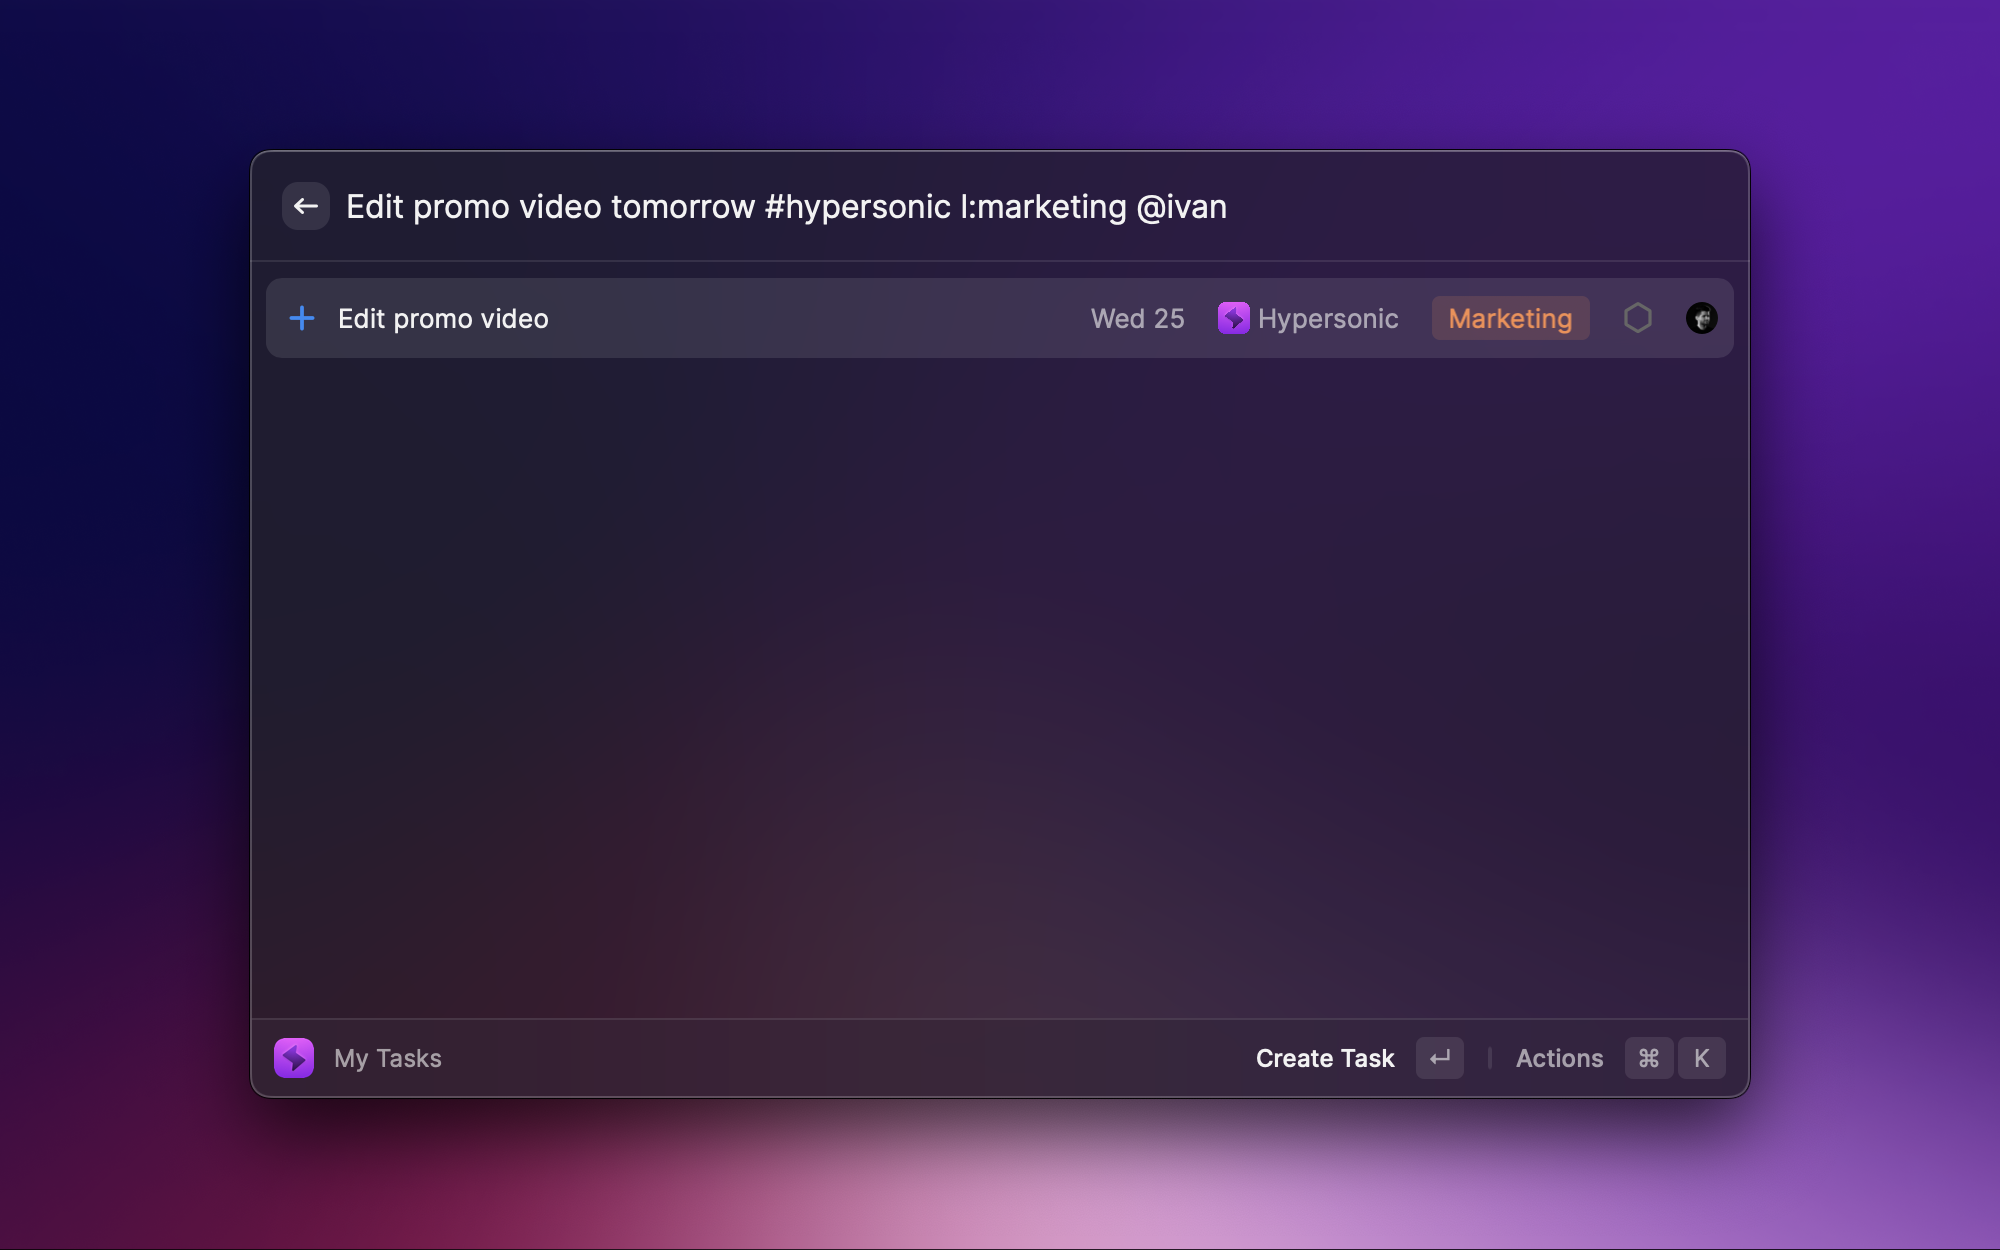 Edit promo video tomorrow #hypersonic l:marketing @ivan
Edit promo video Wed 25 Hypersonic Marketing
My Tasks Create Task ↵ Actions ⌘ K